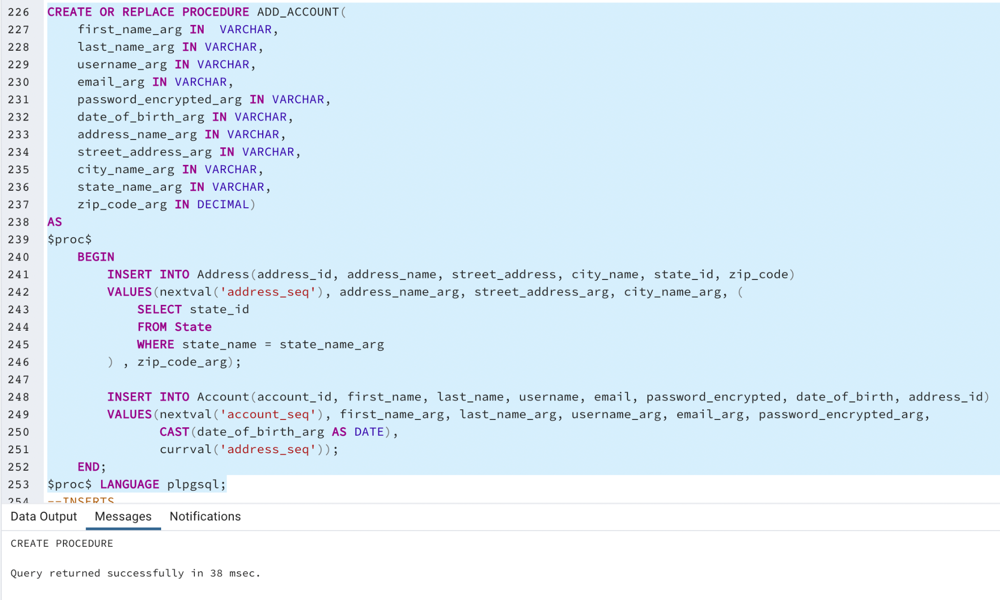 226 CREATE OR REPLACE PROCEDURE ADD_ACCOUNT(
227     first_name_arg IN  VARCHAR,
228     last_name_arg IN VARCHAR,
229     username_arg IN VARCHAR,
230     email_arg IN VARCHAR,
231     password_encrypted_arg IN VARCHAR,
232     date_of_birth_arg IN VARCHAR,
233     address_name_arg IN VARCHAR,
234     street_address_arg IN VARCHAR,
235     city_name_arg IN VARCHAR,
236     state_name_arg IN VARCHAR,
237     zip_code_arg IN DECIMAL)
238 AS
239 $proc$
240     BEGIN
241         INSERT INTO Address(address_id, address_name, street_address, city_name, state_id, zip_code)
242         VALUES(nextval('address_seq'), address_name_arg, street_address_arg, city_name_arg, (
243             SELECT state_id
244             FROM State
245             WHERE state_name = state_name_arg
246         ) , zip_code_arg);
247
248         INSERT INTO Account(account_id, first_name, last_name, username, email, password_encrypted, date_of_birth, address_id)
249         VALUES(nextval('account_seq'), first_name_arg, last_name_arg, username_arg, email_arg, password_encrypted_arg,
250                CAST(date_of_birth_arg AS DATE),
251                currval('address_seq'));
252     END;
253 $proc$ LANGUAGE plpgsql;
254 --INSERTS
Data Output Messages Notifications
CREATE PROCEDURE
Query returned successfully in 38 msec.